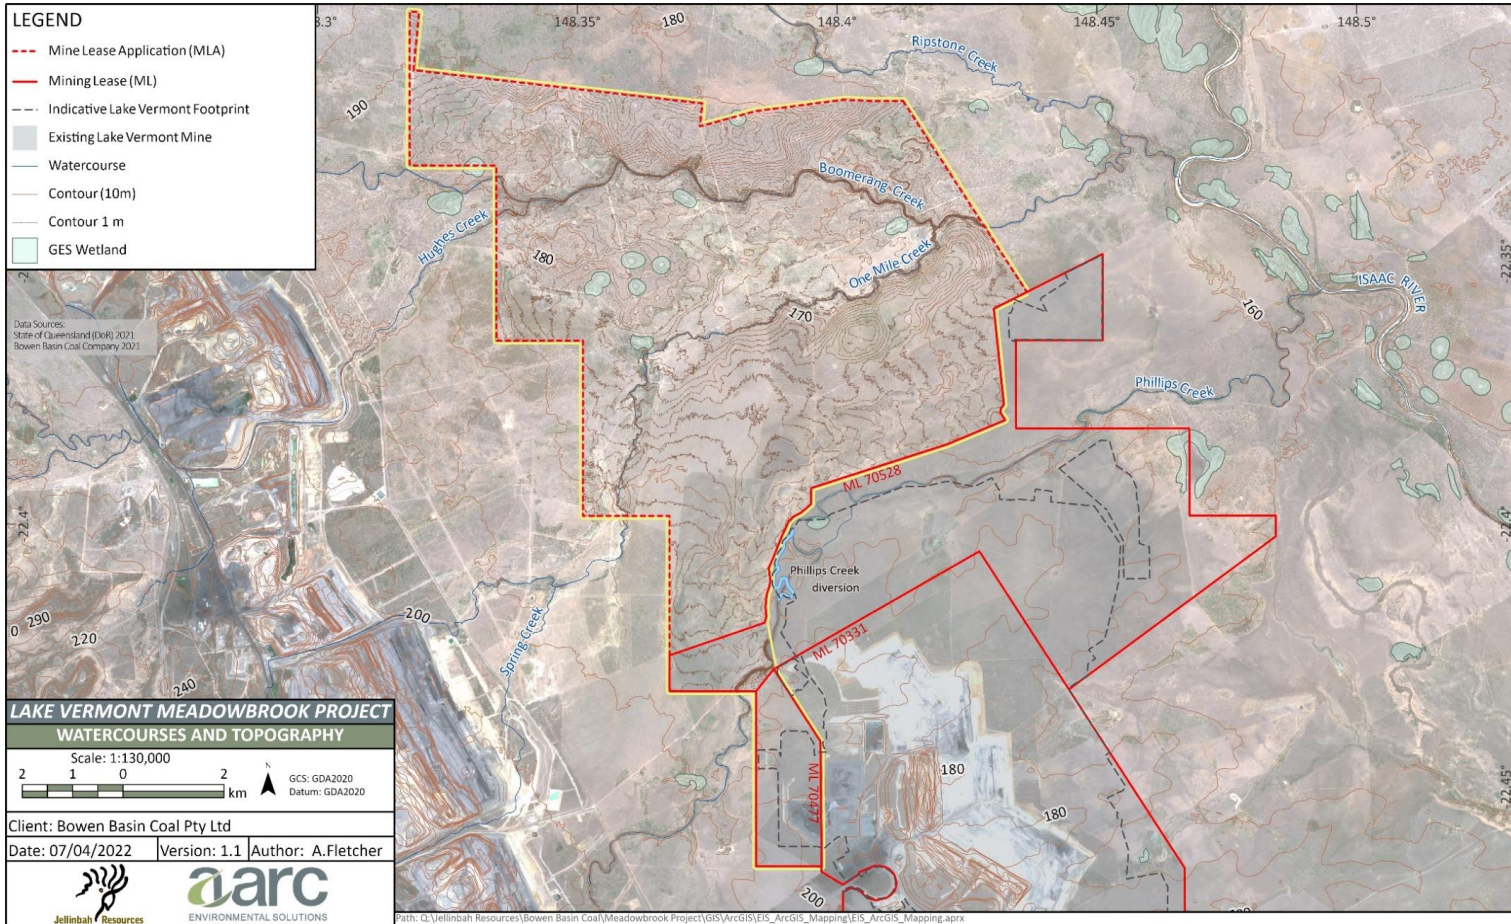 LEGEND
Mine Lease Application (MLA)
Mining Lease (ML)
Indicative Lake Vermont Footprint
Existing Lake Vermont Mine
Watercourse
Contour (10m)
Contour 1 m
GES Wetland
Data Sources:
State of Queensland (DoR) 2021
Bowen Basin Coal Company 2021
148.35°
180
148.4°
148.45°
148.5°
190
Ripstone Creek
Boomerang Creek
Hughes Creek
180
One Mile Creek
170
-22.35°
ISAAC RIVER
160
Phillips Creek
ML 70528
-22.4°
-22.4°
Phillips Creek
diversion
ML 70331
290
220
200
Spring Creek
240
ML 70477
180
180
-22.45°
200
LAKE VERMONT MEADOWBROOK PROJECT
WATERCOURSES AND TOPOGRAPHY
Scale: 1:130,000
2 1 0 2
km
N
GCS: GDA2020
Datum: GDA2020
Client: Bowen Basin Coal Pty Ltd
Date: 07/04/2022 Version: 1.1 Author: A.Fletcher
Jellinbah Resources
aarc
ENVIRONMENTAL SOLUTIONS
Path: Q:\Jellinbah Resources\Bowen Basin Coal\Meadowbrook Project\GIS\ArcGIS\EIS_ArcGIS_Mapping\EIS_ArcGIS_Mapping.aprx